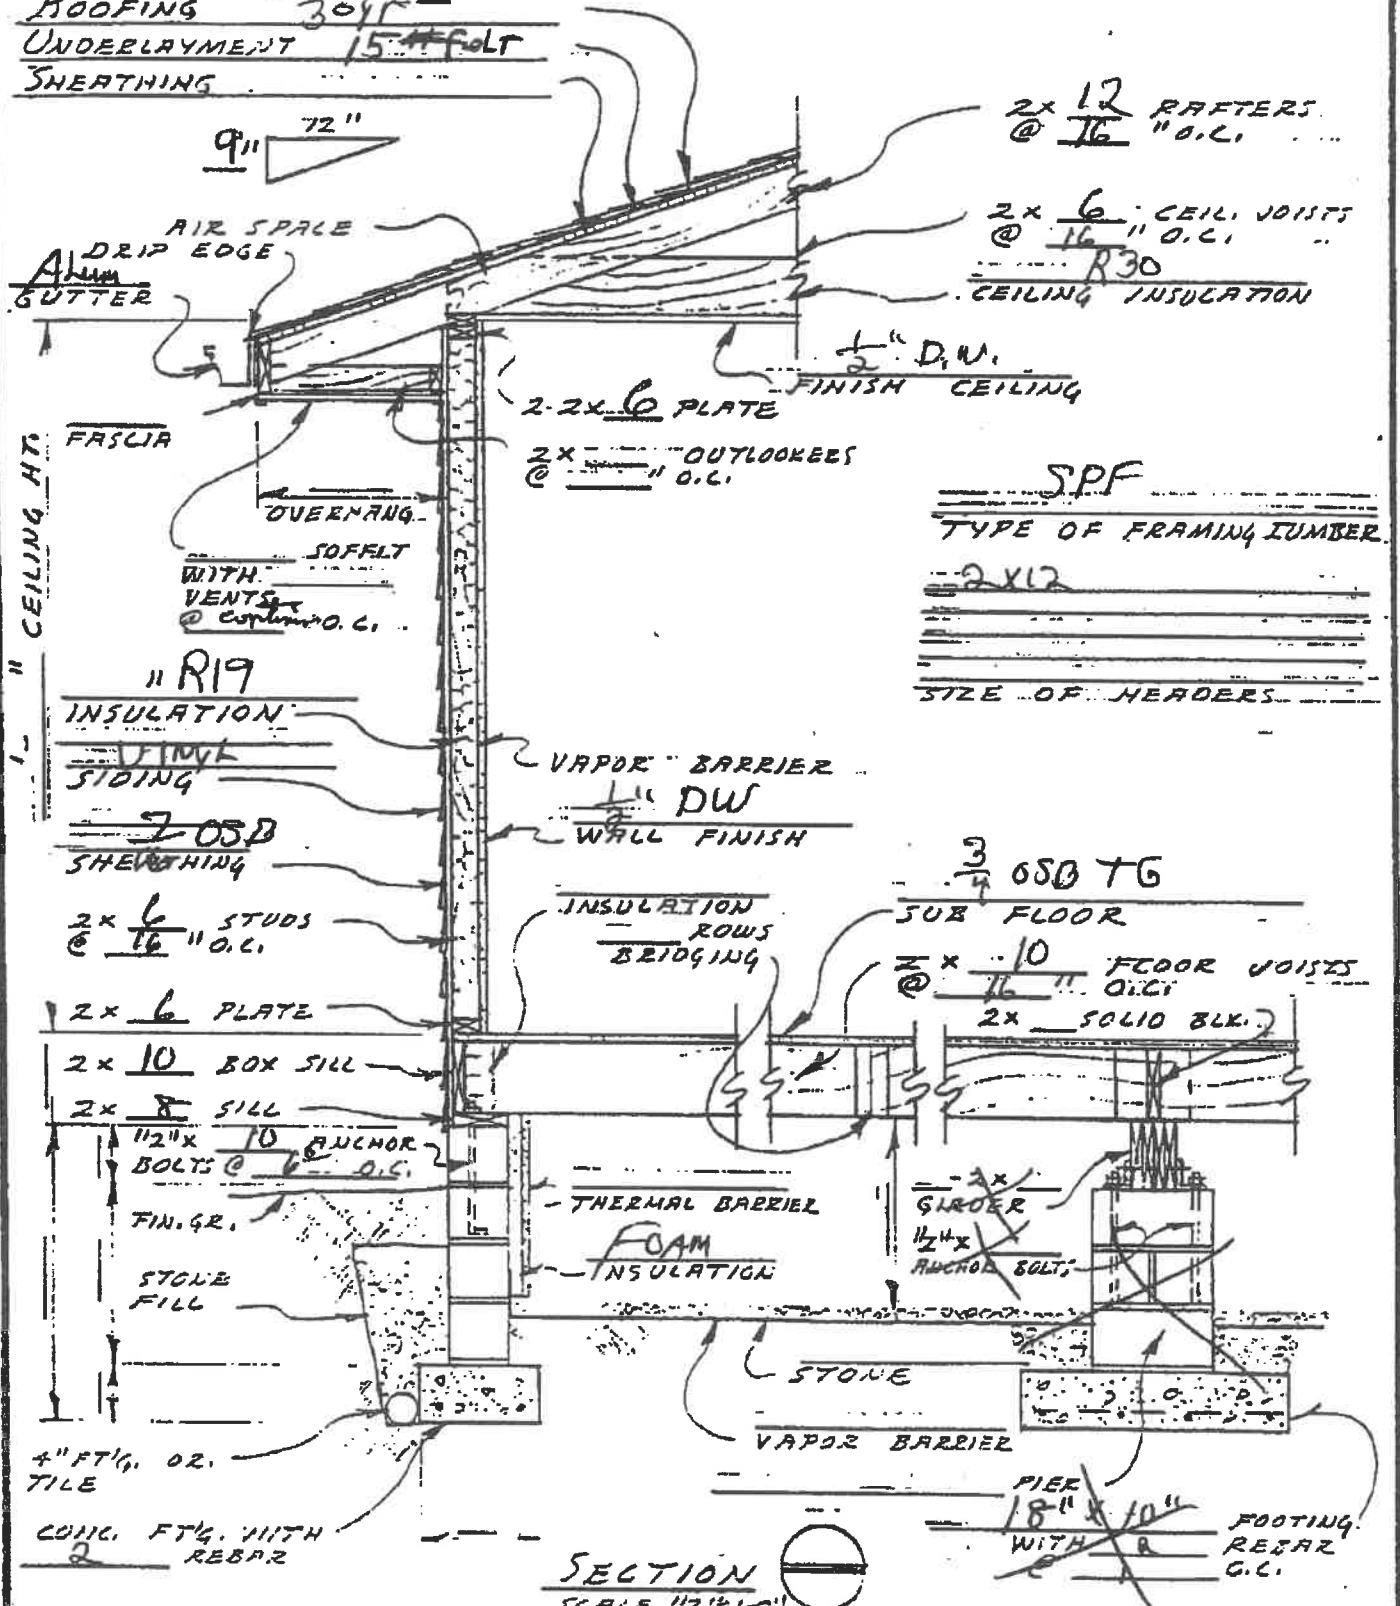 ROOFING 30yr
UNDERLAYMENT 15# felt
SHEATHING
72"
9"
2x 12 RAFTERS
@ 16 " O.C.
AIR SPACE
DRIP EDGE
Alum
GUTTER
2x 6 CEIL. JOISTS
@ 16 " O.C.
R30
CEILING INSULATION
1/2" D.W.
FINISH CEILING
2-2x 6 PLATE
FASCIA
2x OUTLOOKERS
@ " O.C.
OVERHANG
SOFFIT
WITH
VENTS
@ O.C.
" CEILING HT.
SPF
TYPE OF FRAMING LUMBER
2x12
SIZE OF HEADERS
" R19
INSULATION
VINYL
SIDING
VAPOR BARRIER
1/2" DW
WALL FINISH
OSB
SHEATHING
2x 6 STUDS
@ 16 " O.C.
INSULATION
ROWS
BRIDGING
3/4 OSB TG
SUB FLOOR
2 x 10 FLOOR JOISTS
@ 16 " O.C.
2x SOLID BLK.
2x 6 PLATE
2x 10 BOX SILL
2x 8 SILL
1/2" x 10 ANCHOR
BOLTS @ 6 O.C.
FIN. GR.
THERMAL BARRIER
2x
GIRDER
1/2" x
ANCHOR BOLTS
FOAM
INSULATION
STONE
FILL
STONE
VAPOR BARRIER
4" FT'G. DR.
TILE
PIER
18" x 10"
WITH
FOOTING
REBAR
O.C.
CONC. FT'G. WITH
2 REBAR
SECTION
SCALE 1/2"=1'-0"